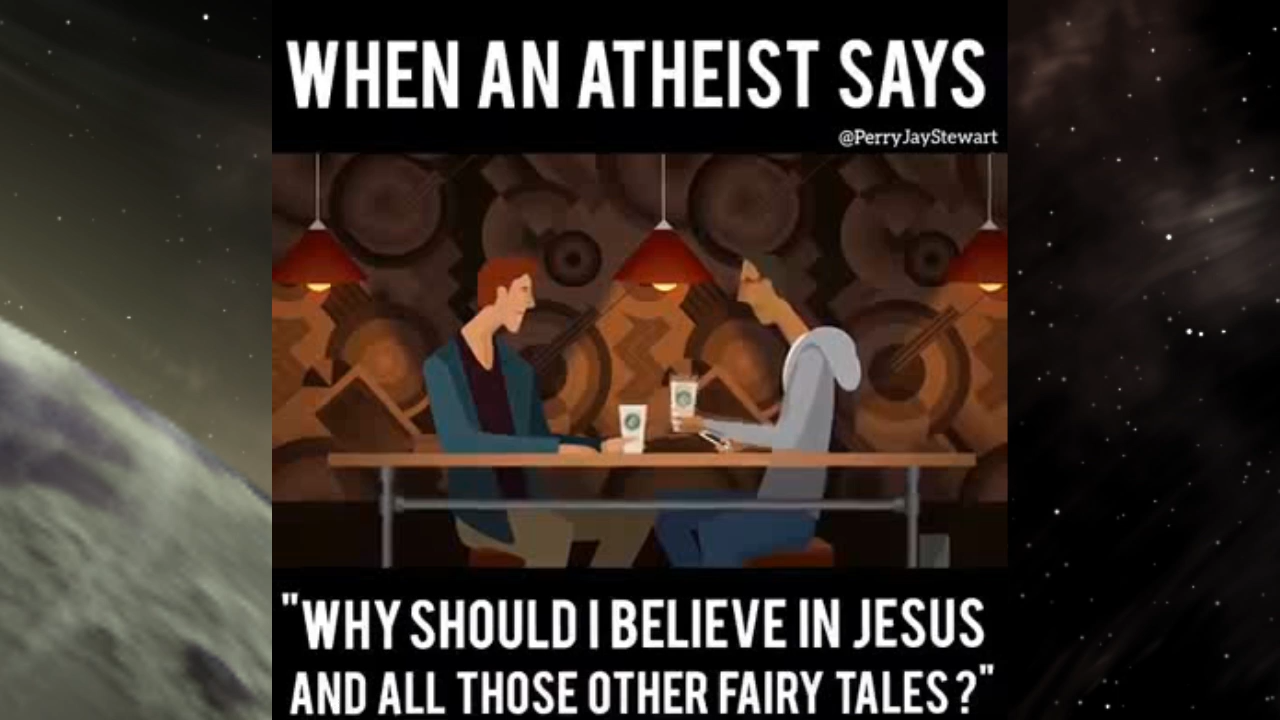 WHEN AN ATHEIST SAYS
@PerryJayStewart
"WHY SHOULD I BELIEVE IN JESUS
AND ALL THOSE OTHER FAIRY TALES?"